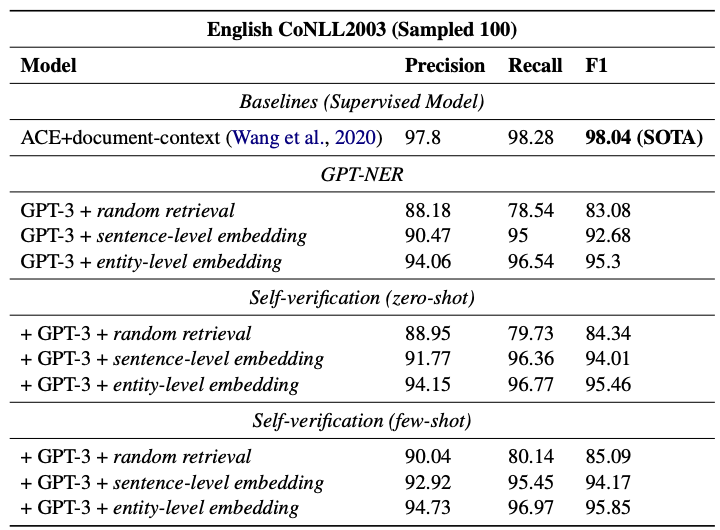 English CoNLL2003 (Sampled 100)
Model Precision Recall F1
Baselines (Supervised Model)
ACE+document-context (Wang et al., 2020) 97.8 98.28 98.04 (SOTA)
GPT-NER
GPT-3 + random retrieval 88.18 78.54 83.08
GPT-3 + sentence-level embedding 90.47 95 92.68
GPT-3 + entity-level embedding 94.06 96.54 95.3
Self-verification (zero-shot)
+ GPT-3 + random retrieval 88.95 79.73 84.34
+ GPT-3 + sentence-level embedding 91.77 96.36 94.01
+ GPT-3 + entity-level embedding 94.15 96.77 95.46
Self-verification (few-shot)
+ GPT-3 + random retrieval 90.04 80.14 85.09
+ GPT-3 + sentence-level embedding 92.92 95.45 94.17
+ GPT-3 + entity-level embedding 94.73 96.97 95.85